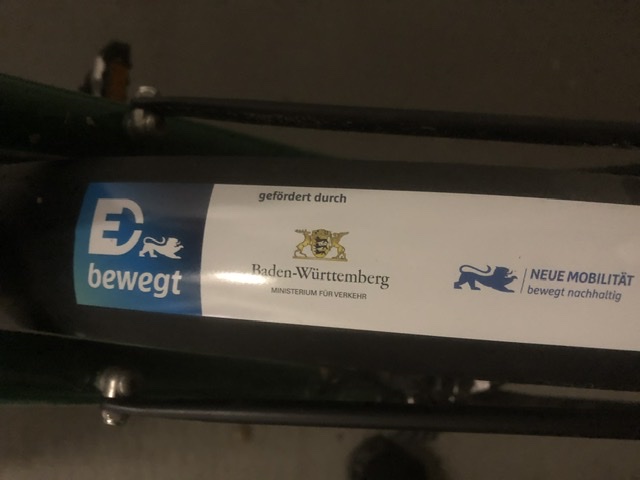 E
bewegt
gefördert durch
Baden-Württemberg
MINISTERIUM FÜR VERKEHR
NEUE MOBILITÄT
bewegt nachhaltig